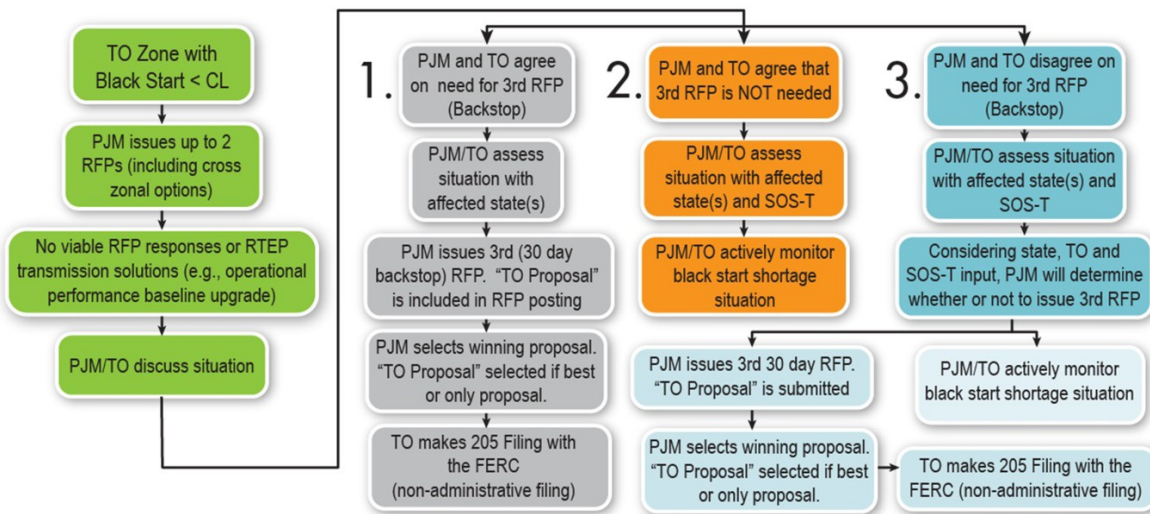 TO Zone with
Black Start < CL
PJM issues up to 2
RFPs (including cross
zonal options)
No viable RFP responses or RTEP
transmission solutions (e.g., operational
performance baseline upgrade)
PJM/TO discuss situation
1.
PJM and TO agree
on need for 3rd RFP
(Backstop)
PJM/TO assess
situation with
affected state(s)
PJM issues 3rd (30 day
backstop) RFP. “TO Proposal”
is included in RFP posting
PJM selects winning proposal.
“TO Proposal” selected if best
or only proposal.
TO makes 205 Filing with
the FERC
(non-administrative filing)
2.
PJM and TO agree that
3rd RFP is NOT needed
PJM/TO assess
situation with affected
state(s) and SOS-T
PJM/TO actively monitor
black start shortage
situation
3.
PJM and TO disagree on
need for 3rd RFP
(Backstop)
PJM/TO assess situation
with affected state(s) and
SOS-T
Considering state, TO and
SOS-T input, PJM will determine
whether or not to issue 3rd RFP
PJM issues 3rd 30 day RFP.
“TO Proposal” is submitted
PJM selects winning proposal.
“TO Proposal” selected if best
or only proposal.
TO makes 205 Filing with the
FERC (non-administrative filing)
PJM/TO actively monitor
black start shortage situation